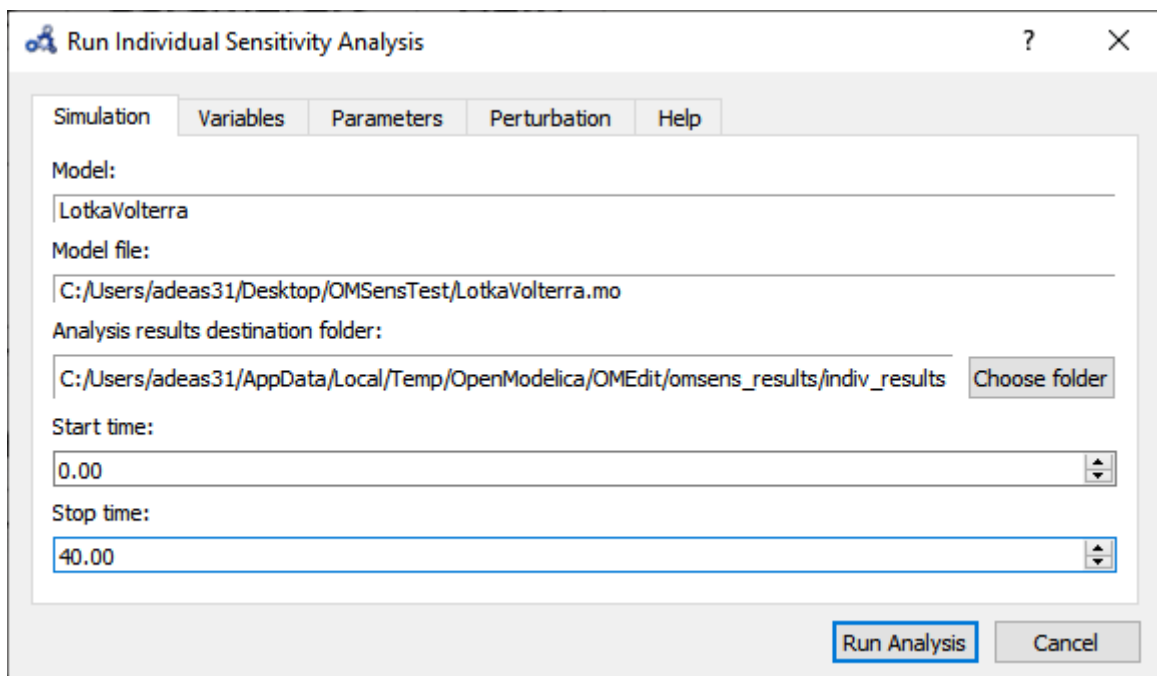 Run Individual Sensitivity Analysis ?
Simulation Variables Parameters Perturbation Help
Model:
LotkaVolterra
Model file:
C:/Users/adeas31/Desktop/OMSensTest/LotkaVolterra.mo
Analysis results destination folder:
C:/Users/adeas31/AppData/Local/Temp/OpenModelica/OMEdit/omsens_results/indiv_results Choose folder
Start time:
0.00
Stop time:
40.00
Run Analysis Cancel